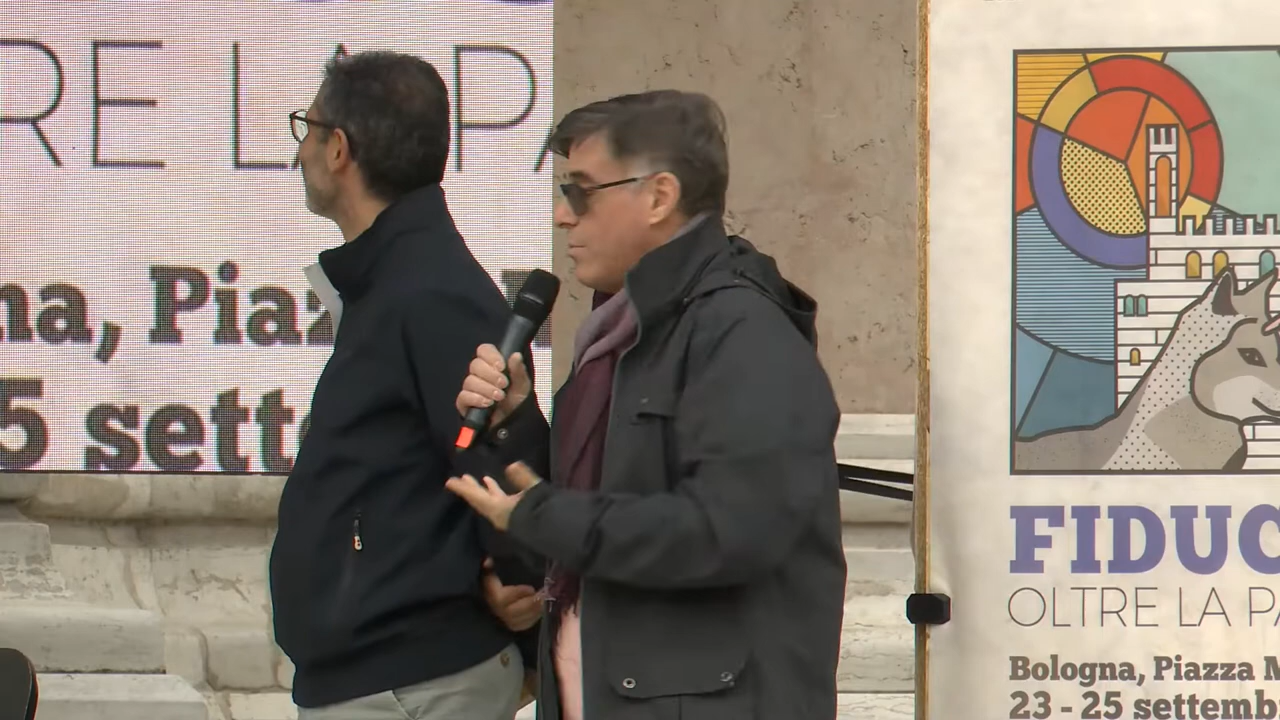 RE LA PA
na, Piaz
5 sette
FIDUC
OLTRE LA PA
Bologna, Piazza M
23 - 25 settemb